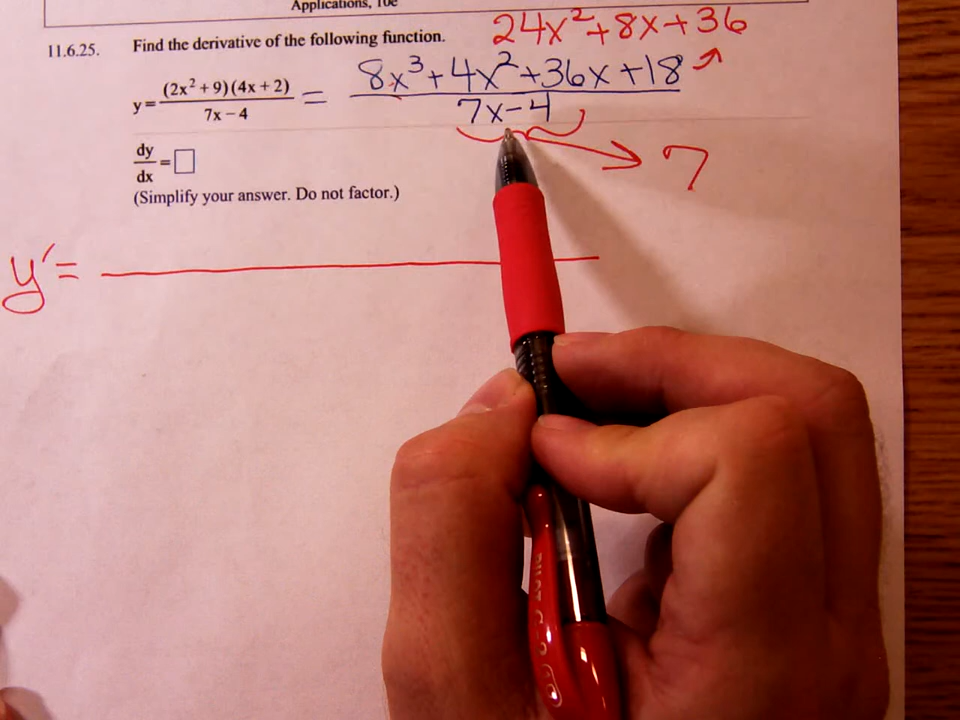 Applications, 10e
11.6.25. Find the derivative of the following function.
24x² + 8x + 36
y = (2x² + 9)(4x + 2) / 7x − 4 = 8x³ + 4x² + 36x + 18 / 7x − 4
7
dy/dx = □
(Simplify your answer. Do not factor.)
y' =